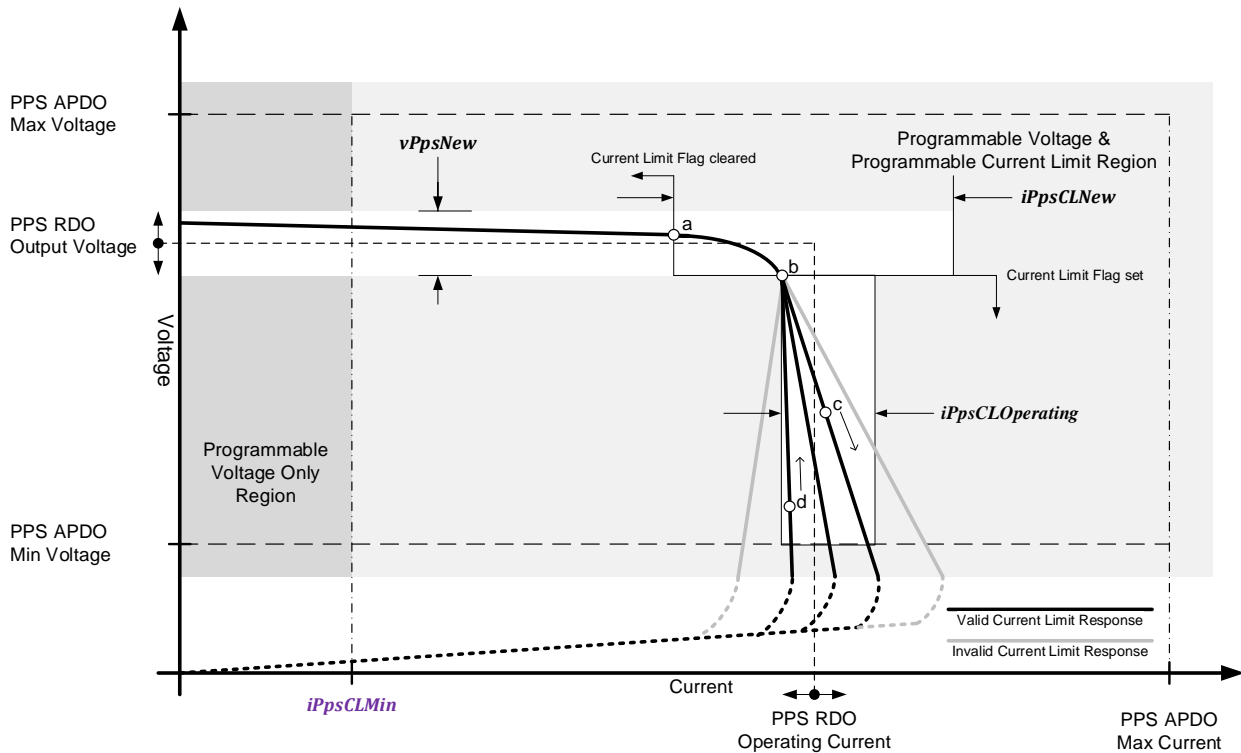 PPS APDO
Max Voltage
vPpsNew
Current Limit Flag cleared
Programmable Voltage &
Programmable Current Limit Region
iPpsCLNew
PPS RDO
Output Voltage
a
b
Current Limit Flag set
Voltage
c
iPpsCLOperating
Programmable
Voltage Only
Region
d
PPS APDO
Min Voltage
Valid Current Limit Response
Invalid Current Limit Response
Current
iPpsCLMin
PPS RDO
Operating Current
PPS APDO
Max Current